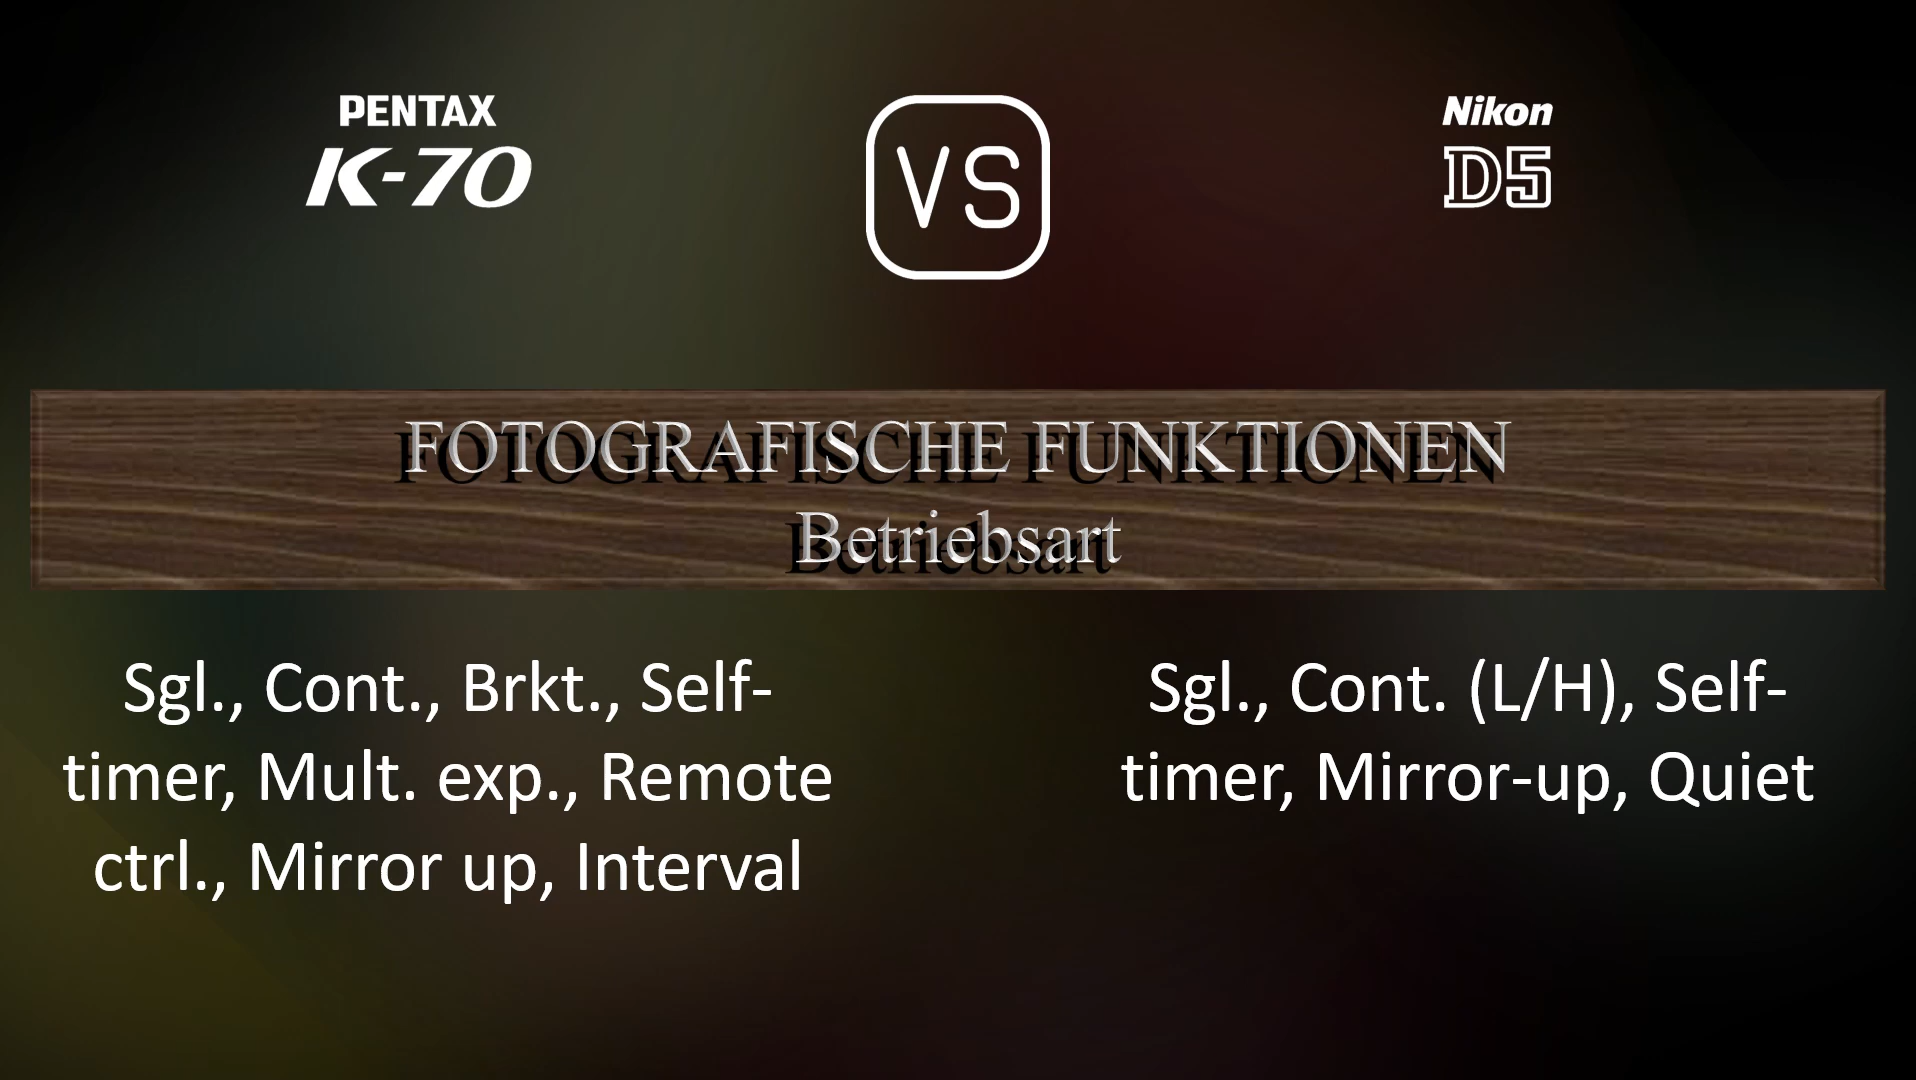 PENTAX
K-70
VS
Nikon
D5
FOTOGRAFISCHE FUNKTIONEN
Betriebsart
Sgl., Cont., Brkt., Self-
timer, Mult. exp., Remote
ctrl., Mirror up, Interval
Sgl., Cont. (L/H), Self-
timer, Mirror-up, Quiet